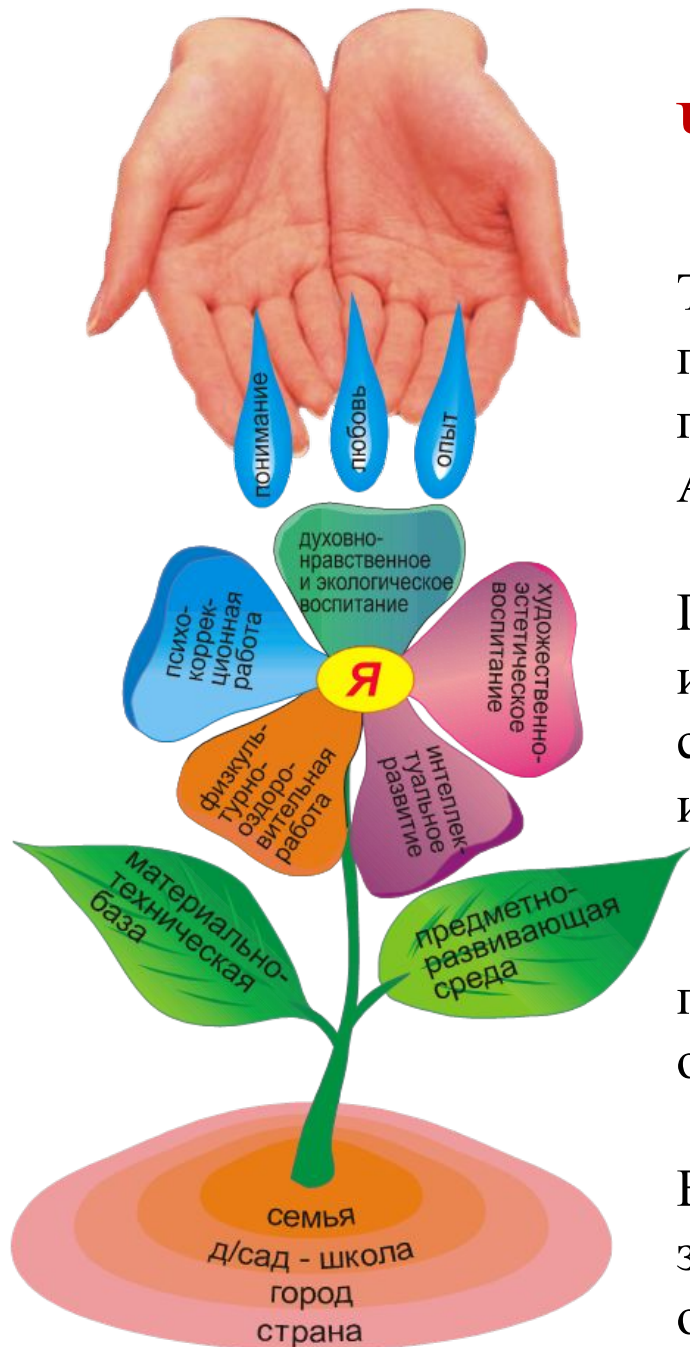 понимание
любовь
опыт
духовно-
нравственное
и экологическое
воспитание
психо-
коррек-
ционная
работа
художественно-
эстетическое
воспитание
Я
физкуль-
турно-
оздоро-
вительная
работа
интеллек-
туальное
развитие
материально-
техническая
база
предметно-
развивающая
среда
семья
д/сад - школа
город
страна